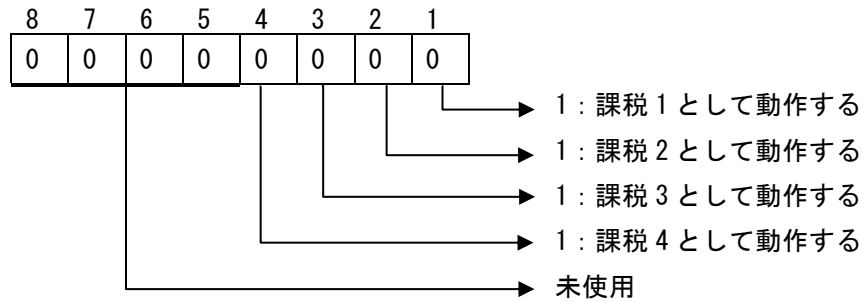 8 7 6 5 4 3 2 1
0 0 0 0 0 0 0 0
1：課税1として動作する
1：課税2として動作する
1：課税3として動作する
1：課税4として動作する
未使用